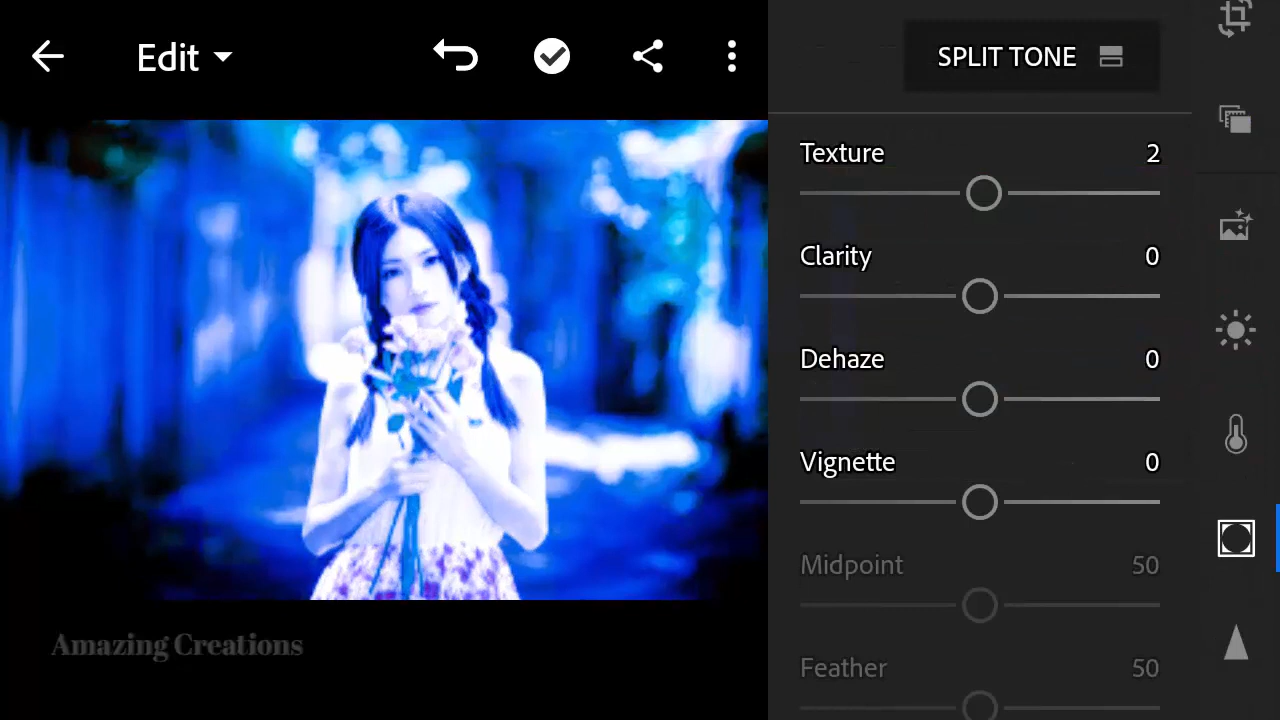 Edit
SPLIT TONE
Texture 2
Clarity 0
Dehaze 0
Vignette 0
Midpoint 50
Feather 50
Amazing Creations